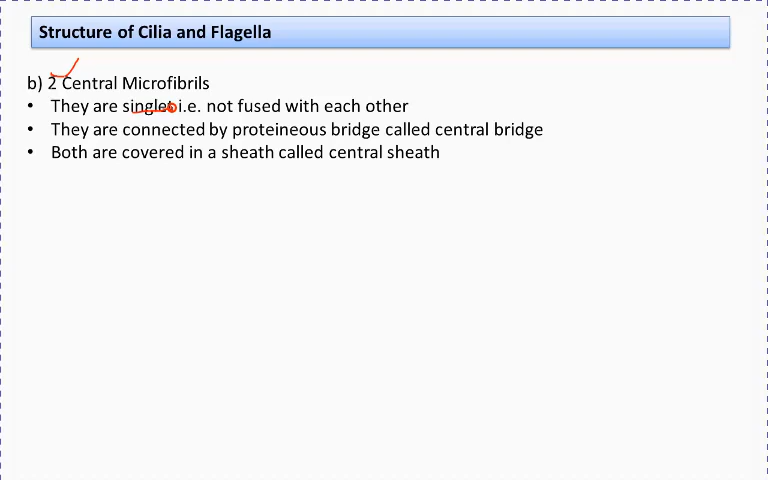 Structure of Cilia and Flagella
b) 2 Central Microfibrils
• They are singlet i.e. not fused with each other
• They are connected by proteineous bridge called central bridge
• Both are covered in a sheath called central sheath